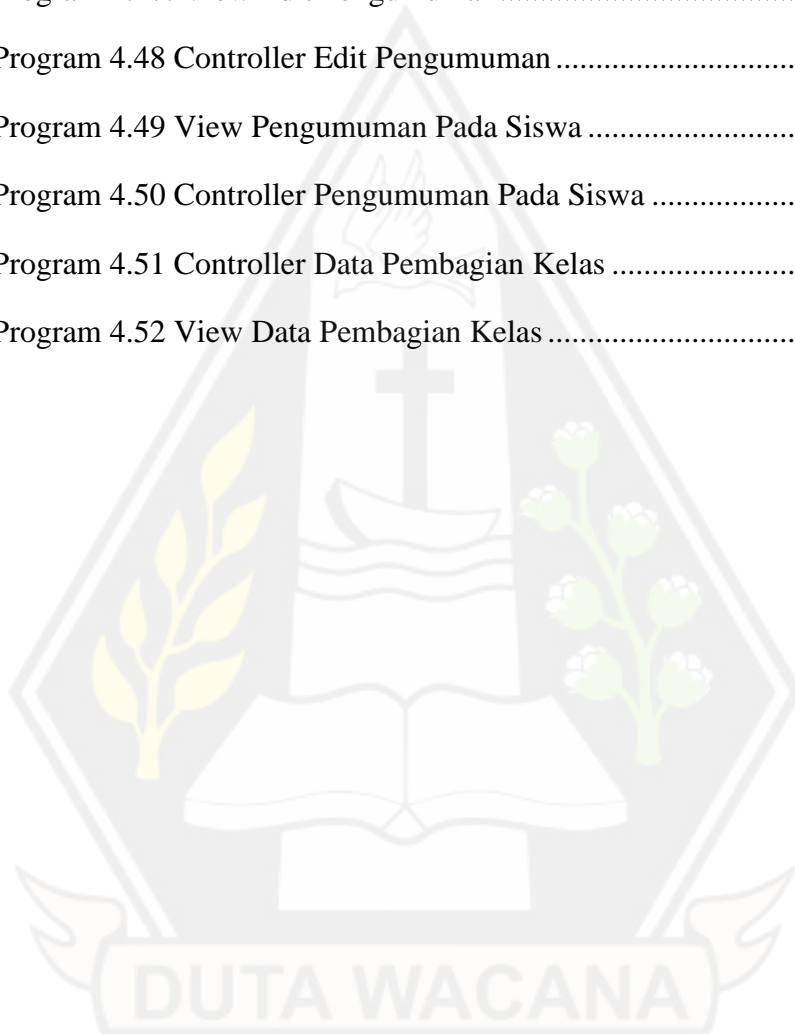 Program 4.48 Controller Edit Pengumuman ..............................
Program 4.49 View Pengumuman Pada Siswa ..........................
Program 4.50 Controller Pengumuman Pada Siswa ..................
Program 4.51 Controller Data Pembagian Kelas .......................
Program 4.52 View Data Pembagian Kelas ...............................
DUTA WACANA